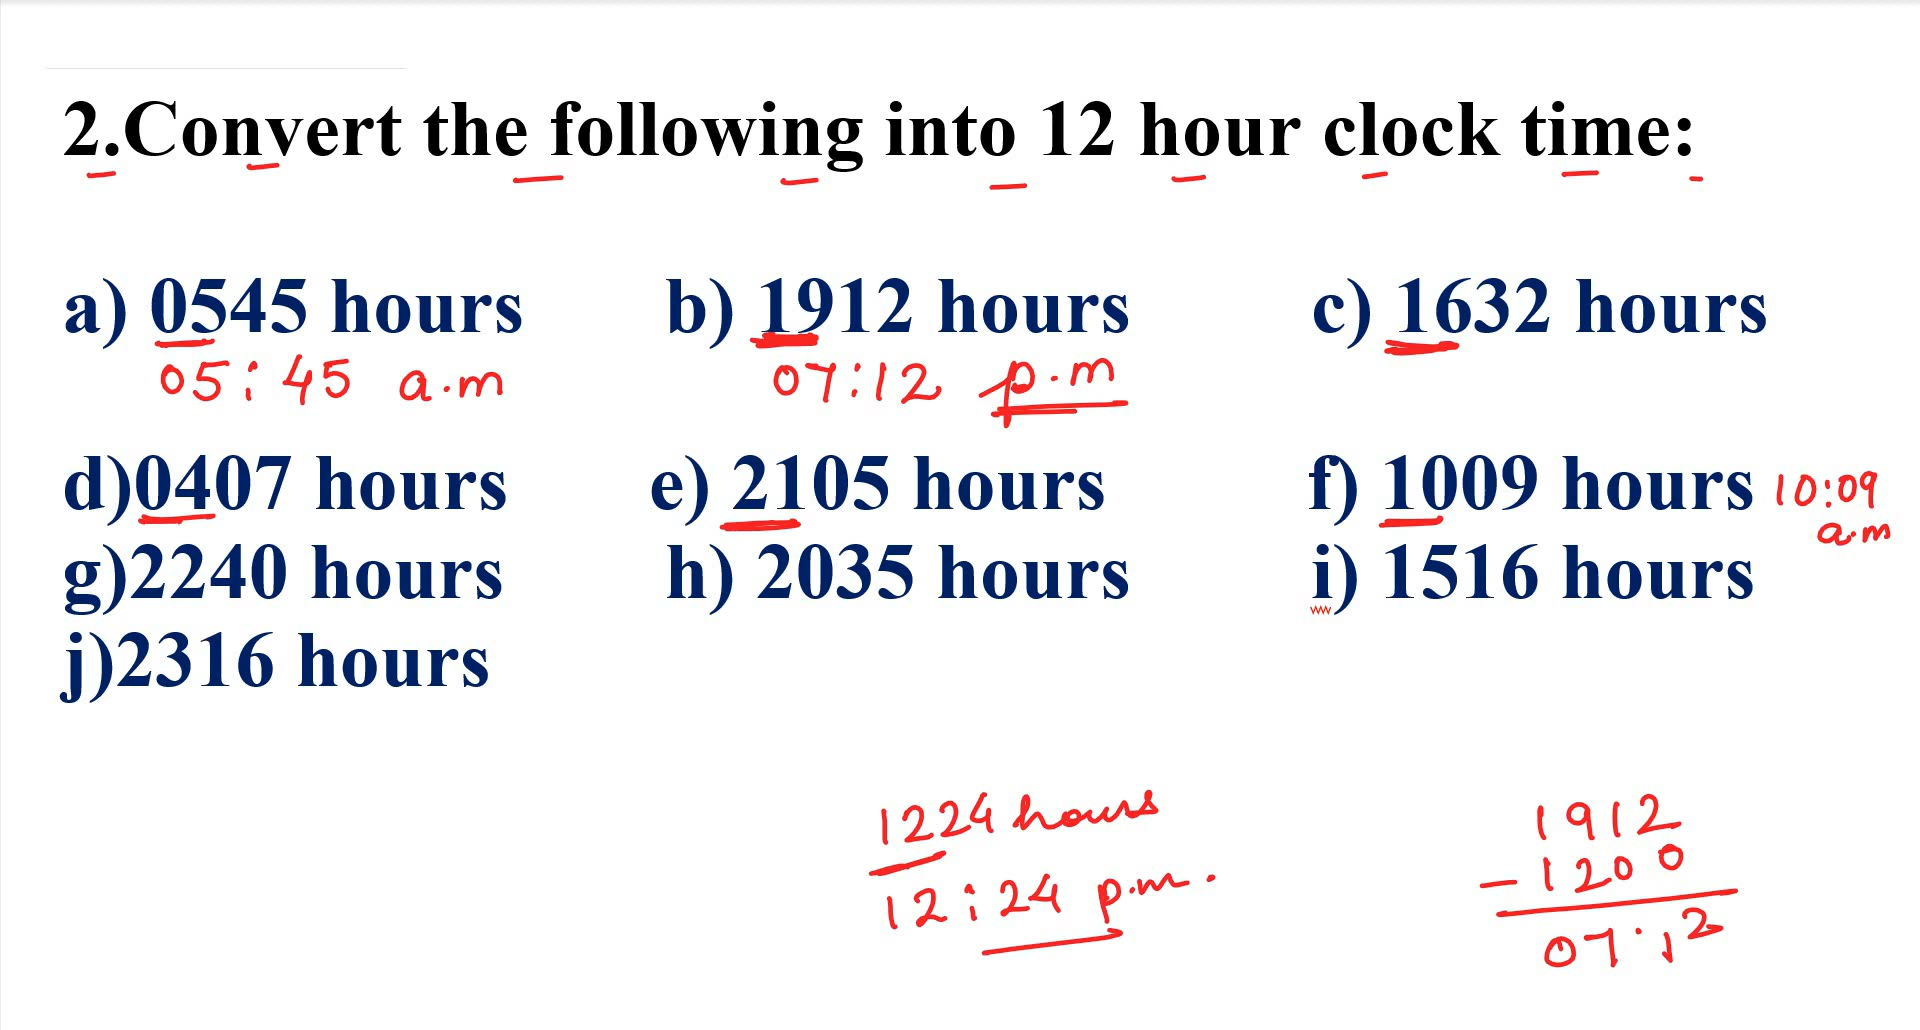 2.Convert the following into 12 hour clock time:
a) 0545 hours b) 1912 hours c) 1632 hours
05:45 a.m 07:12 p.m
d)0407 hours e) 2105 hours f) 1009 hours 10:09
a.m
g)2240 hours h) 2035 hours i) 1516 hours
j)2316 hours
1224 hours
12:24 p.m.
1912
- 1200
07:12